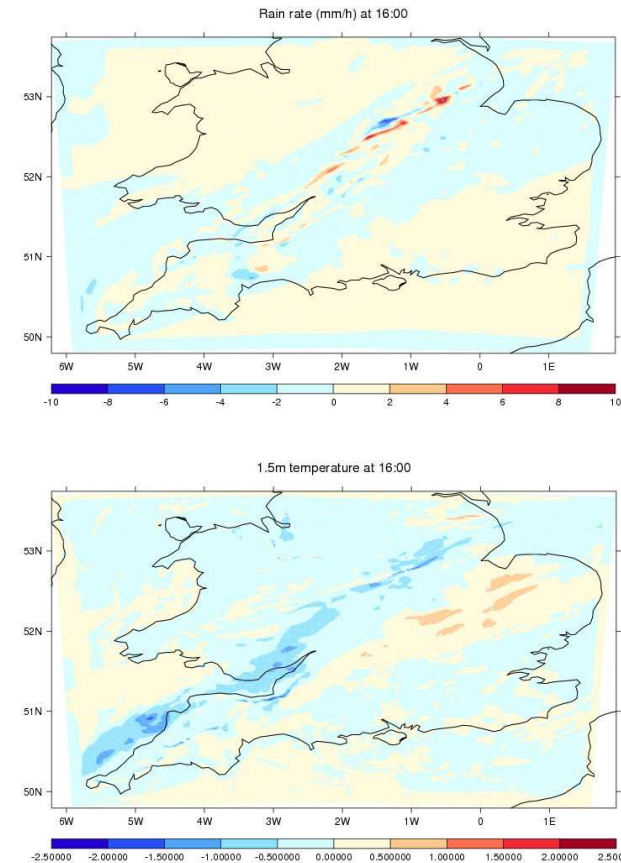 Rain rate (mm/h) at 16:00
53N
52N
51N
50N
6W 5W 4W 3W 2W 1W 0 1E
-10 -8 -6 -4 -2 0 2 4 6 8 10
1.5m temperature at 16:00
53N
52N
51N
50N
6W 5W 4W 3W 2W 1W 0 1E
-2.50000 -2.00000 -1.50000 -1.00000 -0.500000 0.00000 0.500000 1.00000 1.50000 2.00000 2.500